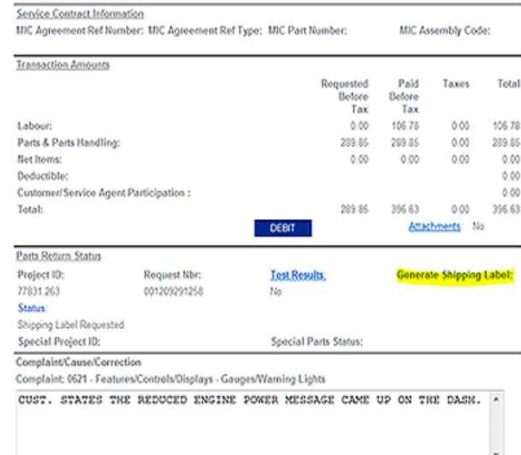 Service Contract Information
MIC Agreement Ref Number: MIC Agreement Ref Type: MIC Part Number: MIC Assembly Code:
Transaction Amounts
Requested Before Tax Paid Before Tax Taxes Total
Labour: 0.00 106.78 0.00 106.78
Parts & Parts Handling: 289.85 289.85 0.00 289.85
Net Items: 0.00 0.00 0.00 0.00
Deductible: 0.00
Customer/Service Agent Participation : 0.00
Total: 289.85 396.63 0.00 396.63
DEBIT Attachments No
Parts Return Status
Project ID: Request Nbr: Test Results: Generate Shipping Label:
77831.263 001209291258 No
Status:
Shipping Label Requested
Special Project ID: Special Parts Status:
Complaint/Cause/Correction
Complaint: 0621 - Features/Controls/Displays - Gauges/Warning Lights
CUST. STATES THE REDUCED ENGINE POWER MESSAGE CAME UP ON THE DASH.